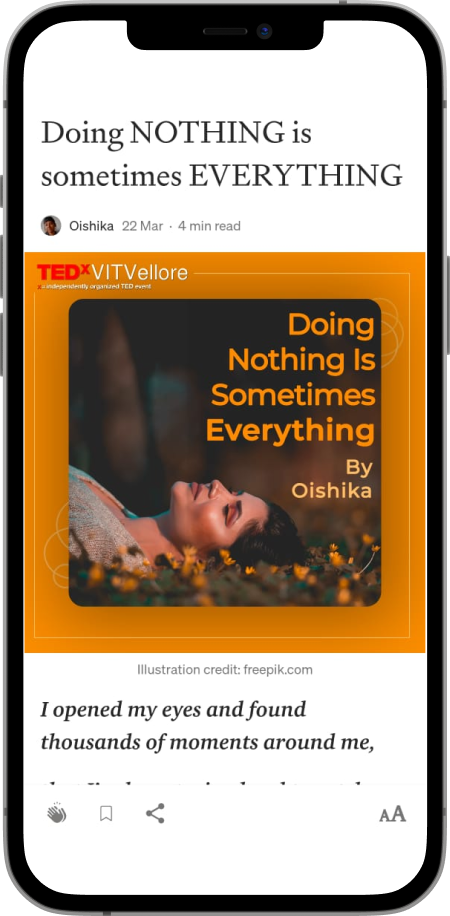 Doing NOTHING is
sometimes EVERYTHING
Oishika 22 Mar · 4 min read
TEDxVITVellore
x = independently organized TED event
Doing
Nothing Is
Sometimes
Everything
By
Oishika
Illustration credit: freepik.com
I opened my eyes and found
thousands of moments around me,
AA